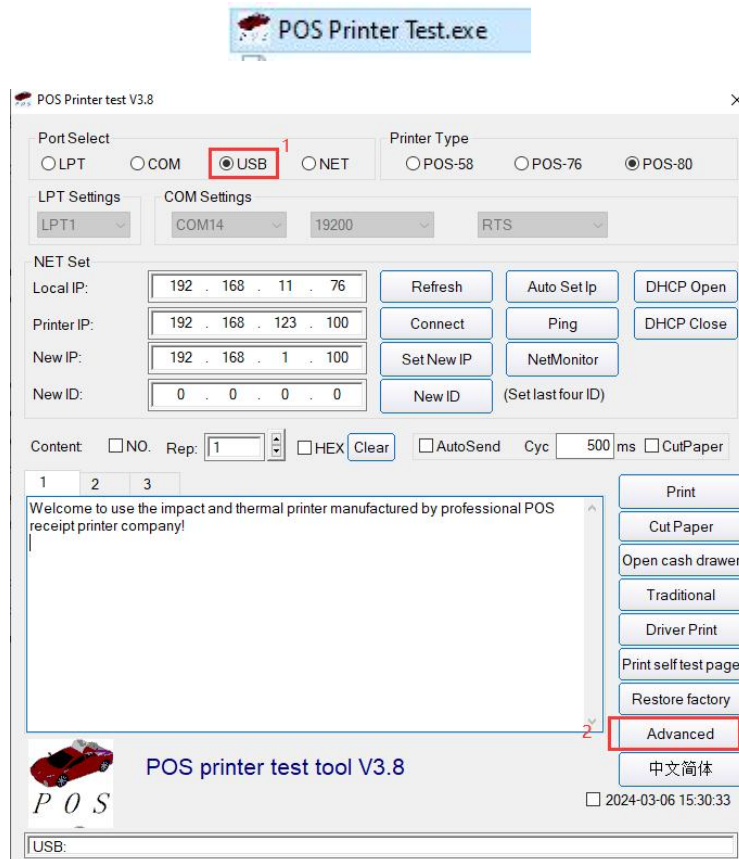 POS Printer Test.exe
POS Printer test V3.8
Port Select
LPT COM USB NET
1
Printer Type
POS-58 POS-76 POS-80
LPT Settings
LPT1
COM Settings
COM14 19200 RTS
NET Set
Local IP: 192 . 168 . 11 . 76 Refresh Auto Set Ip DHCP Open
Printer IP: 192 . 168 . 123 . 100 Connect Ping DHCP Close
New IP: 192 . 168 . 1 . 100 Set New IP NetMonitor
New ID: 0 . 0 . 0 . 0 New ID (Set last four ID)
Content: NO. Rep: 1 HEX Clear AutoSend Cyc 500 ms CutPaper
1 2 3
Welcome to use the impact and thermal printer manufactured by professional POS
receipt printer company!
Print
Cut Paper
Open cash drawer
Traditional
Driver Print
Print self test page
Restore factory
2
Advanced
中文简体
POS printer test tool V3.8
POS
2024-03-06 15:30:33
USB: